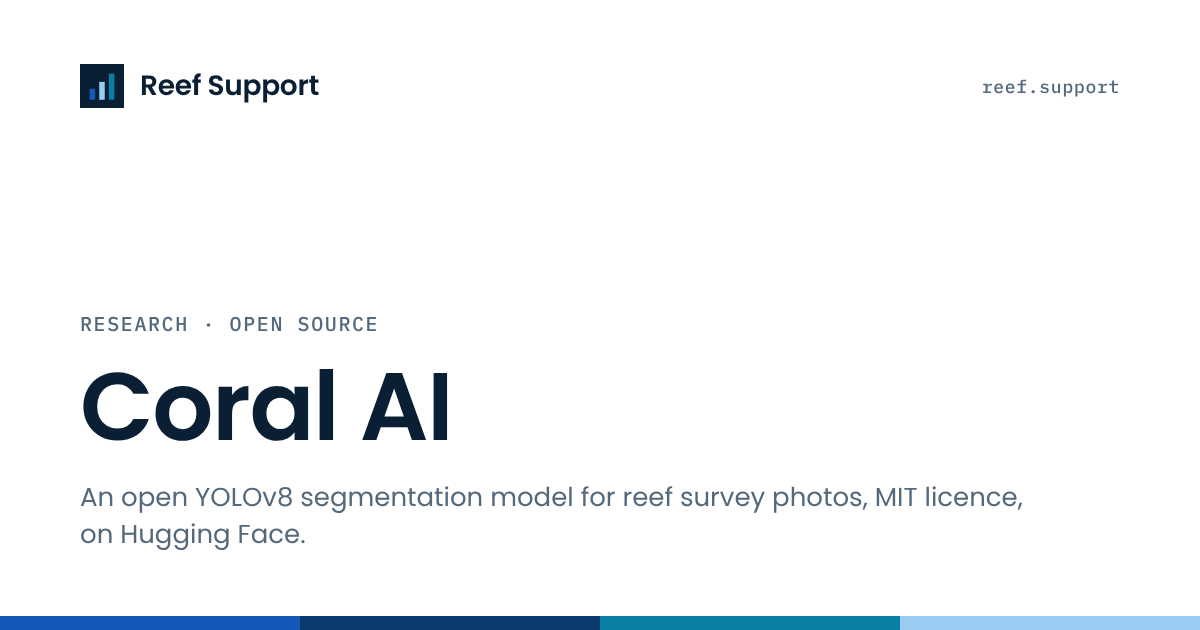 Reef Support
reef.support
RESEARCH · OPEN SOURCE
Coral AI
An open YOLOv8 segmentation model for reef survey photos, MIT licence,
on Hugging Face.